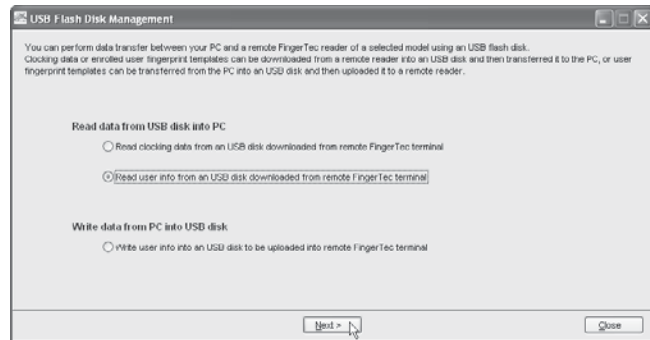 USB Flash Disk Management
You can perform data transfer between your PC and a remote FingerTec reader of a selected model using an USB flash disk.
Clocking data or enrolled user fingerprint templates can be downloaded from a remote reader into an USB disk and then transferred it to the PC, or user
fingerprint templates can be transferred from the PC into an USB disk and then uploaded it to a remote reader.
Read data from USB disk into PC
Read clocking data from an USB disk downloaded from remote FingerTec terminal
Read user info from an USB disk downloaded from remote FingerTec terminal
Write data from PC into USB disk
Write user info into an USB disk to be uploaded into remote FingerTec terminal
Next >
Close